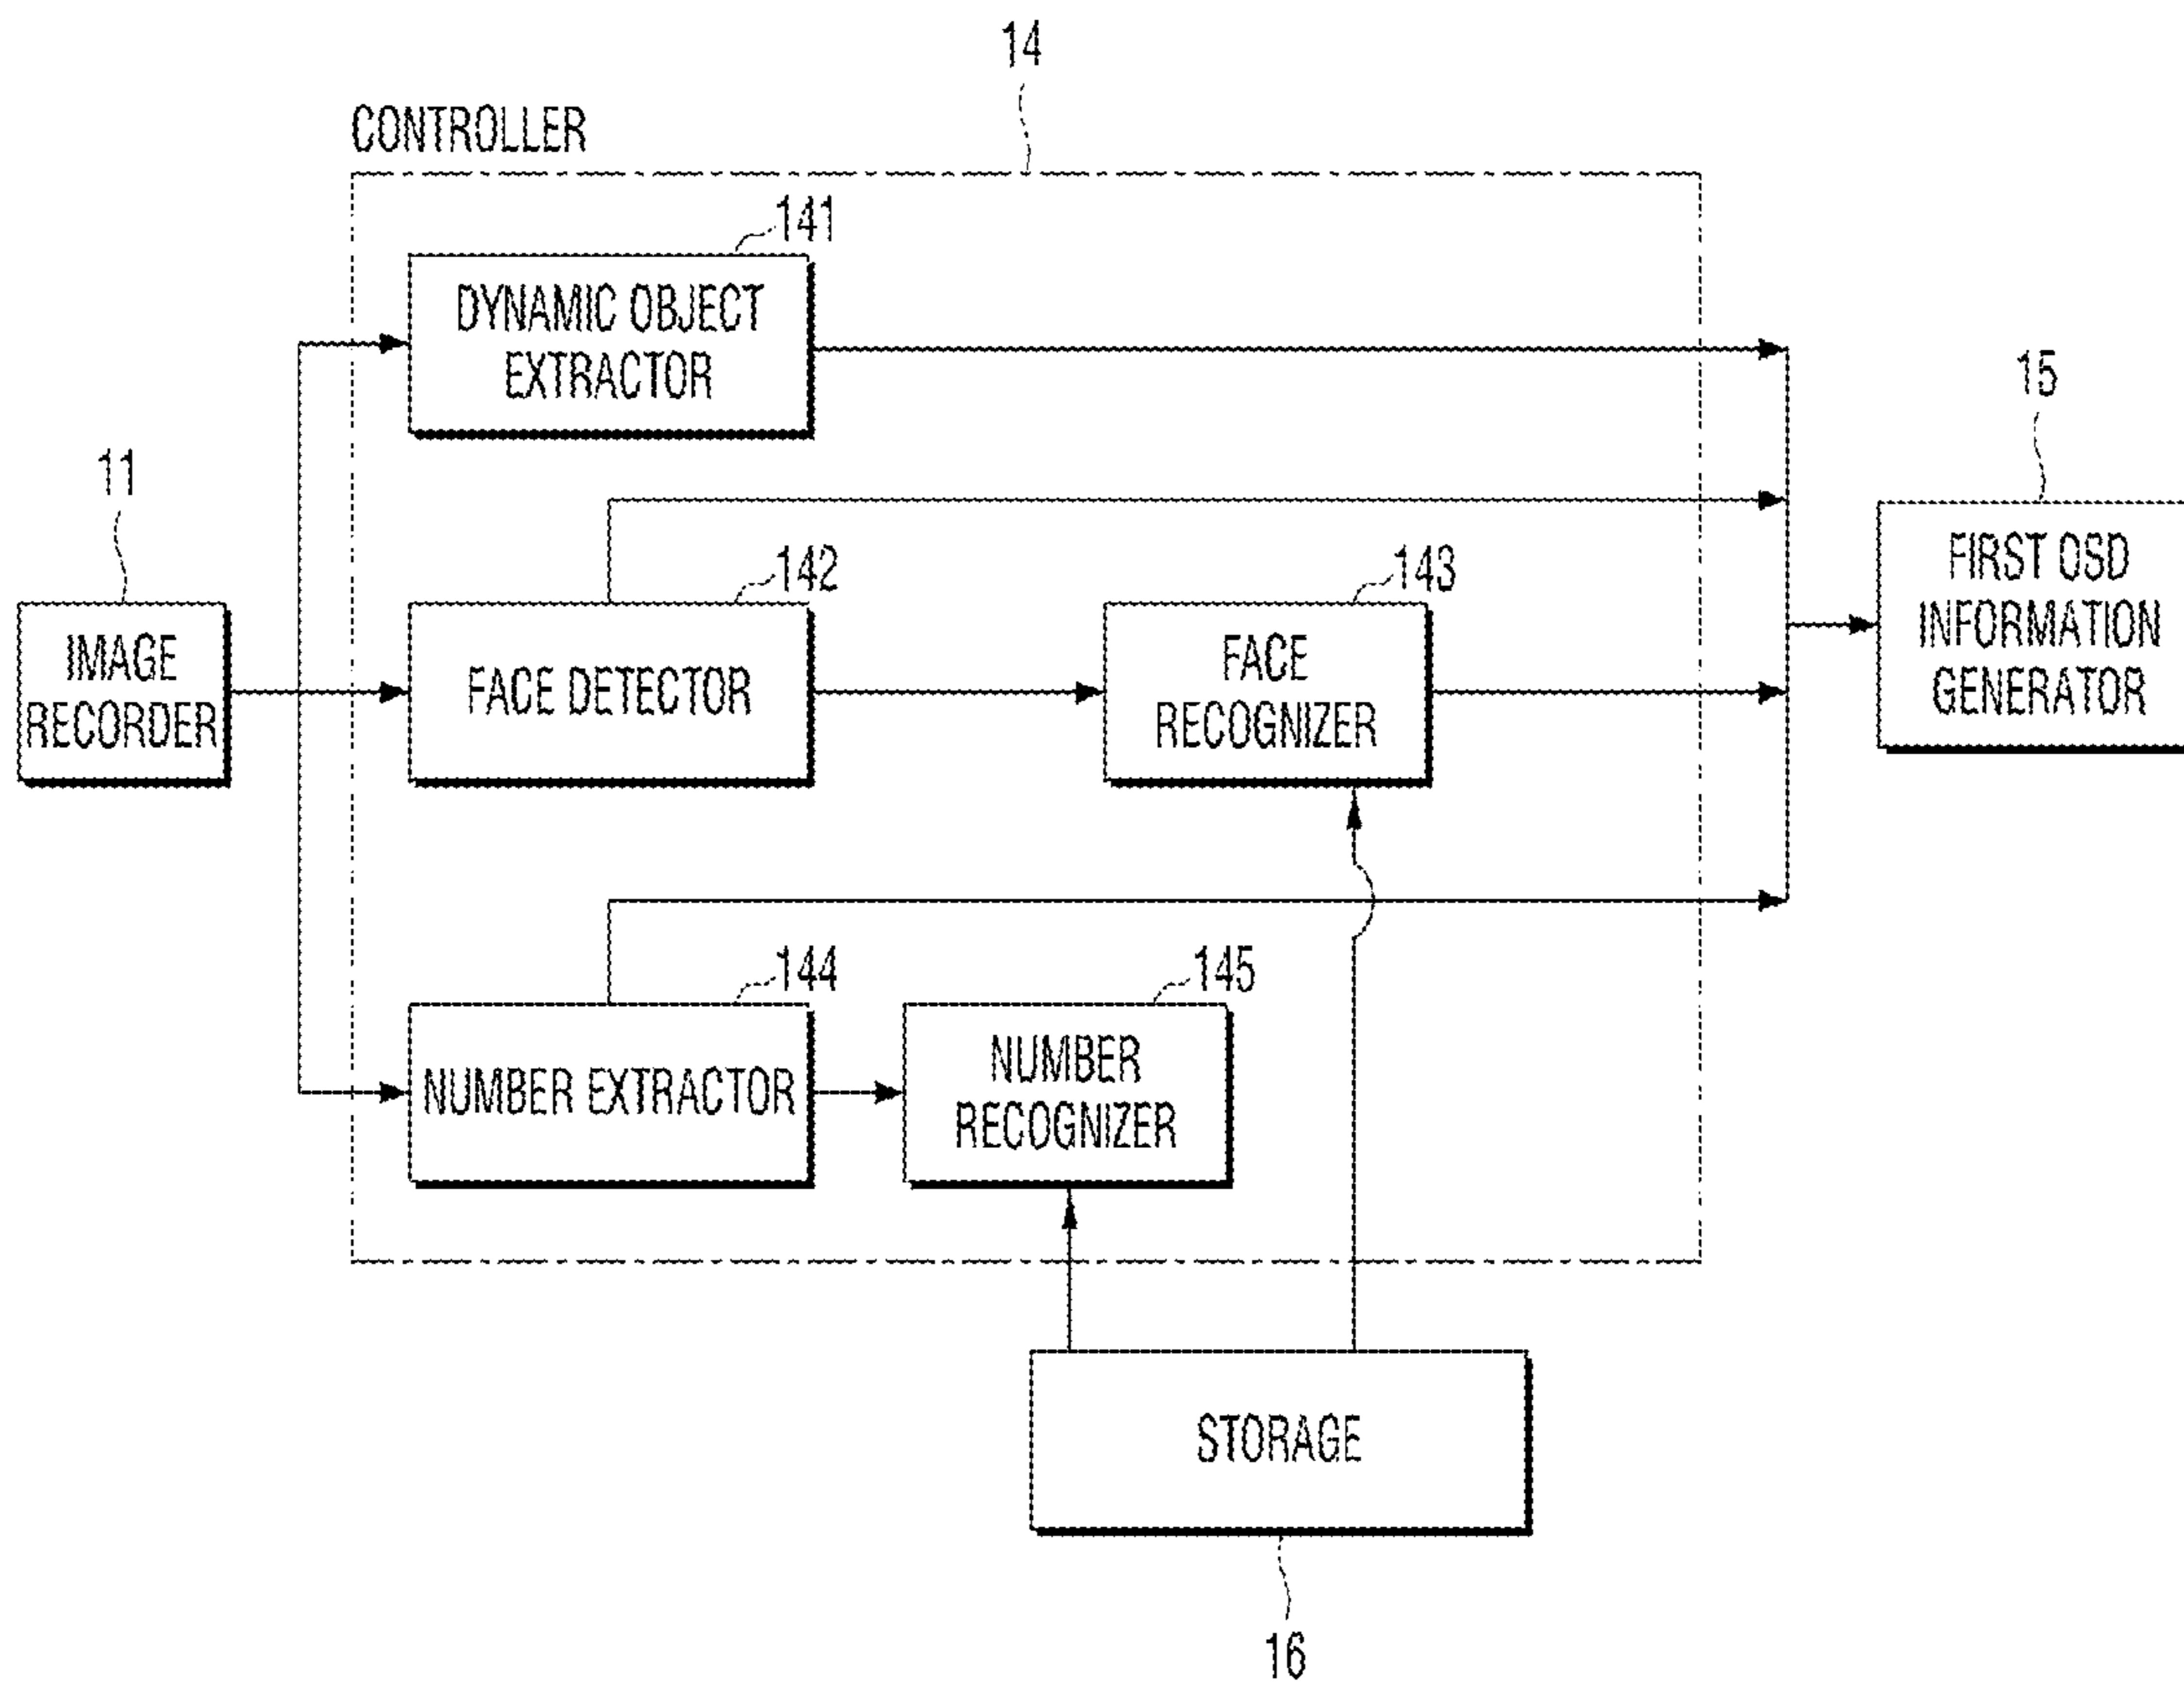 14
CONTROLLER
141
DYNAMIC OBJECT
EXTRACTOR
15
11
142
143
FIRST OSD
INFORMATION
GENERATOR
IMAGE
RECORDER
FACE DETECTOR
FACE
RECOGNIZER
144
145
NUMBER EXTRACTOR
NUMBER
RECOGNIZER
STORAGE
16